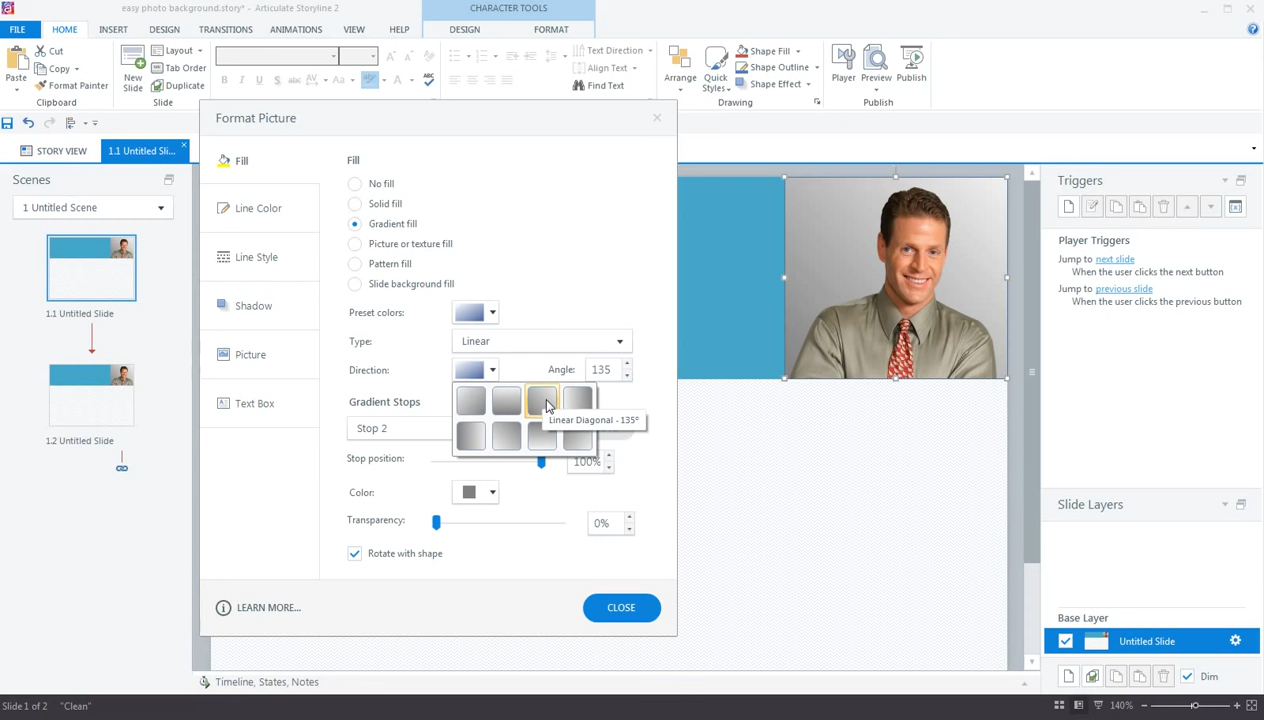 easy photo background.story* - Articulate Storyline 2
CHARACTER TOOLS
FILE HOME INSERT DESIGN TRANSITIONS ANIMATIONS VIEW HELP DESIGN FORMAT
Paste
Cut
Copy
Format Painter
Clipboard
New Slide
Layout
Tab Order
Duplicate
Slide
B I U S abc AV Aa A
ABC
Text Direction
Align Text
Find Text
Arrange
Quick Styles
Shape Fill
Shape Outline
Shape Effect
Drawing
Player
Preview
Publish
Publish
STORY VIEW
1.1 Untitled Sli...
Scenes
1 Untitled Scene
1.1 Untitled Slide
1.2 Untitled Slide
Format Picture
Fill
Line Color
Line Style
Shadow
Picture
Text Box
Fill
No fill
Solid fill
Gradient fill
Picture or texture fill
Pattern fill
Slide background fill
Preset colors:
Type: Linear
Direction: Angle: 135
Linear Diagonal - 135°
Gradient Stops
Stop 2
Stop position: 100%
Color:
Transparency: 0%
Rotate with shape
LEARN MORE...
CLOSE
Triggers
Player Triggers
Jump to next slide
When the user clicks the next button
Jump to previous slide
When the user clicks the previous button
Slide Layers
Base Layer
Untitled Slide
Dim
Timeline, States, Notes
Slide 1 of 2 "Clean"
140%